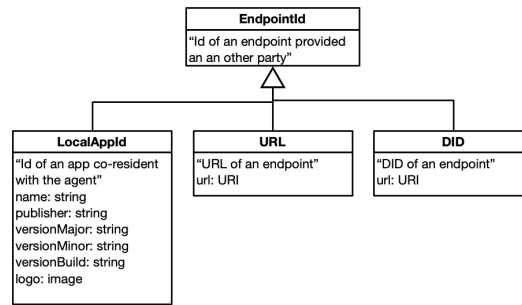 EndpointId
“Id of an endpoint provided
an an other party”
LocalAppId
“Id of an app co-resident
with the agent”
name: string
publisher: string
versionMajor: string
versionMinor: string
versionBuild: string
logo: image
URL
“URL of an endpoint”
url: URI
DID
“DID of an endpoint”
url: URI